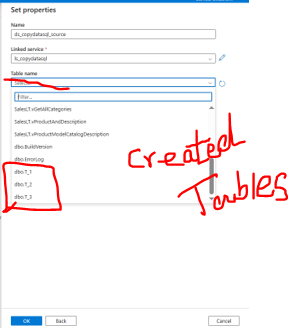 Set properties
Name
ds_copydatasql_source
Linked service *
ls_copydatasql
Table name
Select...
Filter...
SalesLT.vGetAllCategories
SalesLT.vProductAndDescription
SalesLT.vProductModelCatalogDescription
dbo.BuildVersion
dbo.ErrorLog
dbo.T_1
dbo.T_2
dbo.T_3
Created
Tables
OK
Back
Cancel